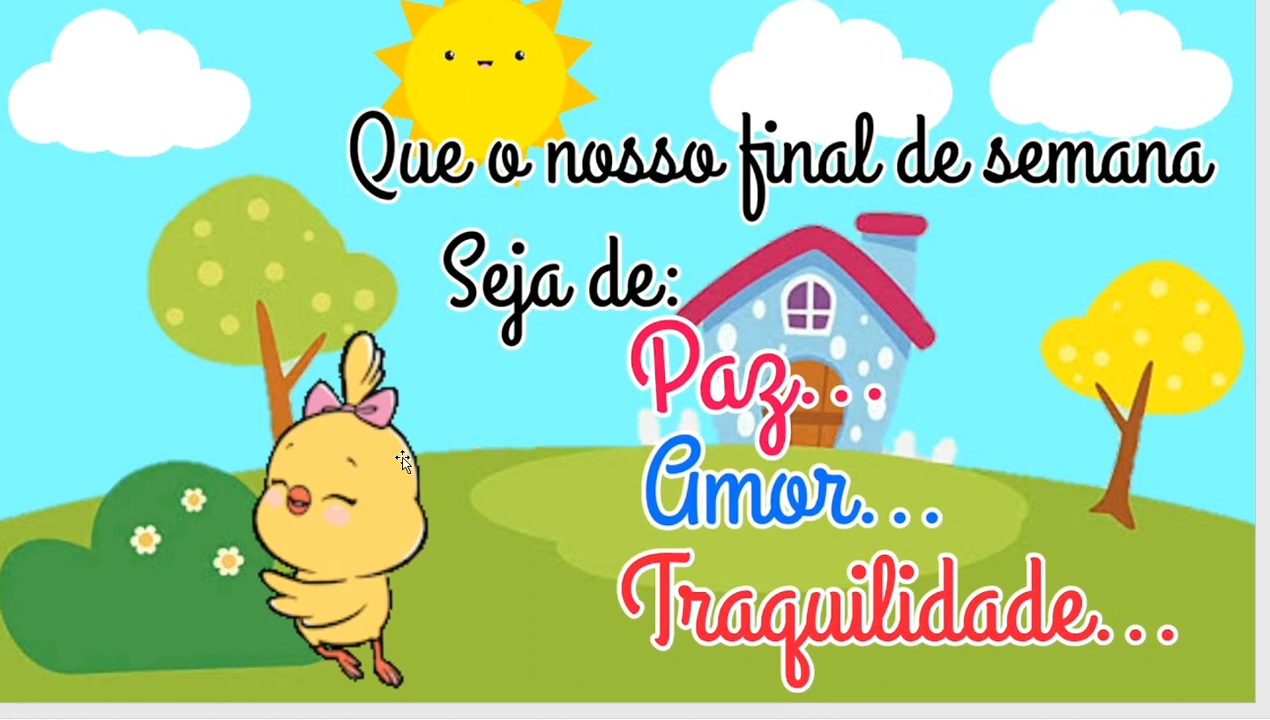 Que o nosso final de semana
Seja de:
Paz...
Amor...
Traquilidade...